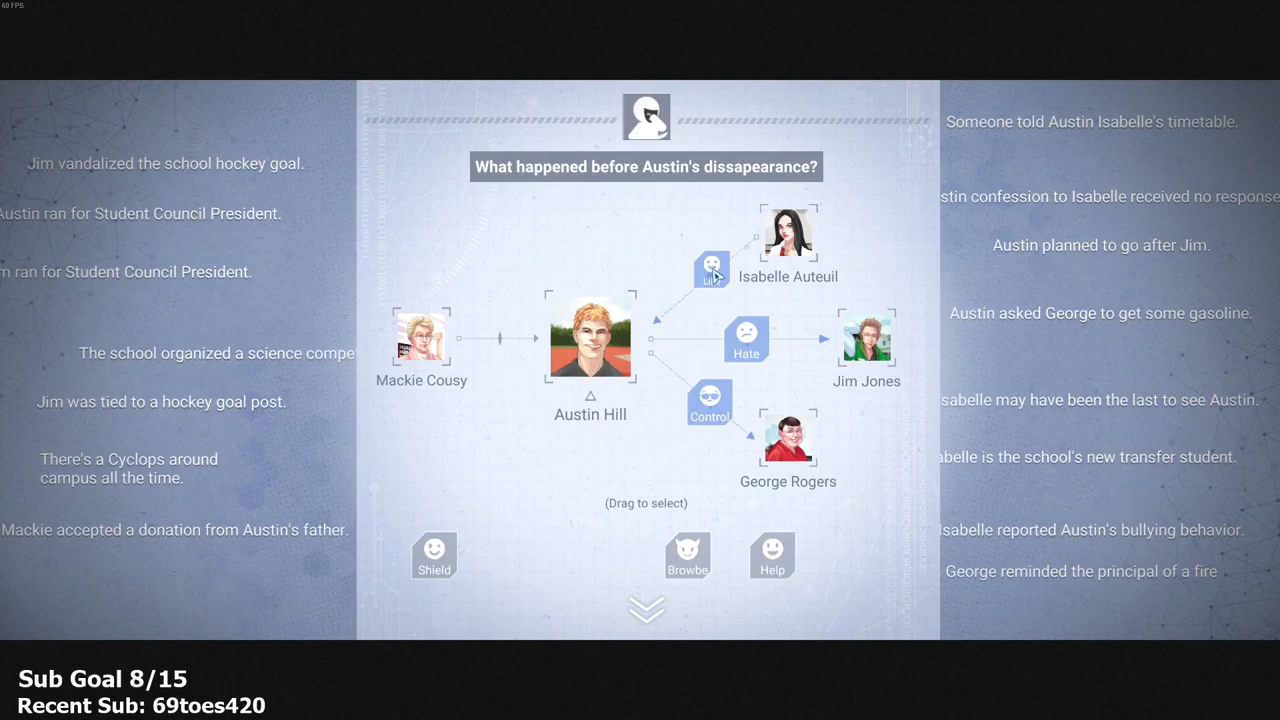 60 FPS
What happened before Austin's dissapearance?
Jim vandalized the school hockey goal.
Austin ran for Student Council President.
m ran for Student Council President.
The school organized a science compe
Jim was tied to a hockey goal post.
There's a Cyclops around
campus all the time.
Mackie accepted a donation from Austin's father.
Mackie Cousy
Austin Hill
Like
Isabelle Auteuil
Hate
Jim Jones
Control
George Rogers
(Drag to select)
Shield
Browbe
Help
Someone told Austin Isabelle's timetable.
stin confession to Isabelle received no response
Austin planned to go after Jim.
Austin asked George to get some gasoline.
sabelle may have been the last to see Austin.
abelle is the school's new transfer student.
Isabelle reported Austin's bullying behavior.
George reminded the principal of a fire
Sub Goal 8/15
Recent Sub: 69toes420